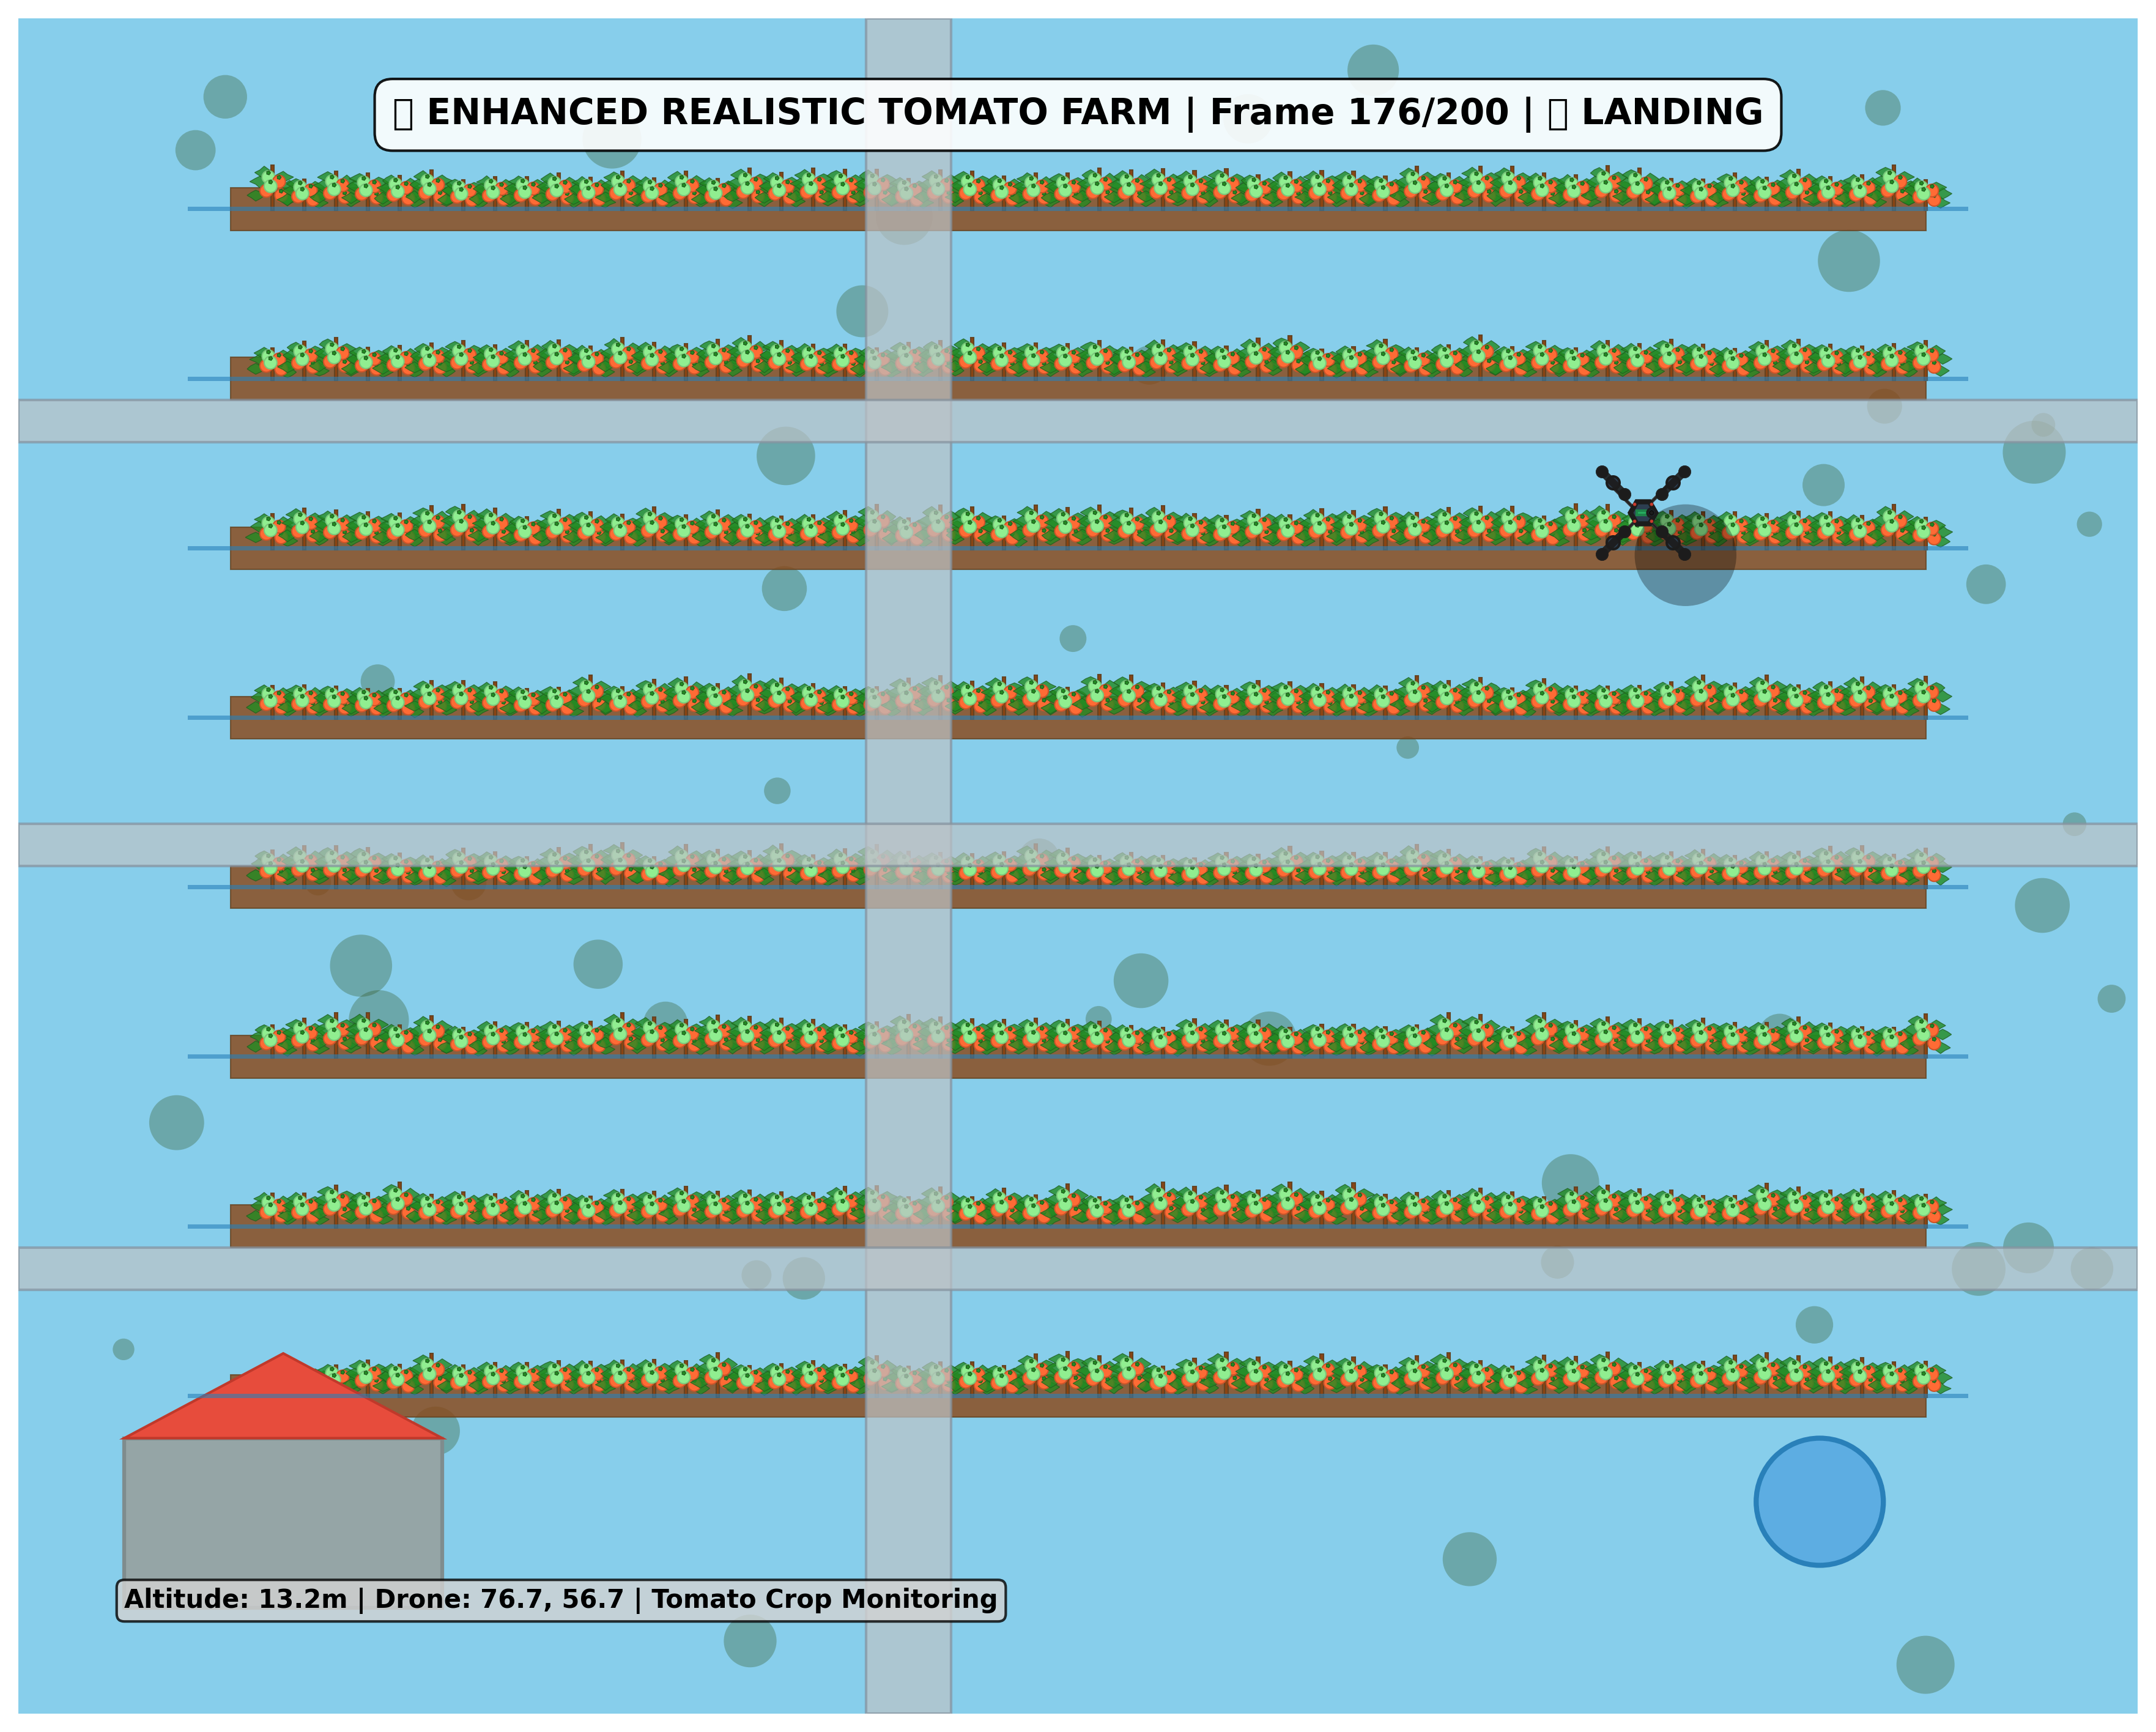 ▯ ENHANCED REALISTIC TOMATO FARM | Frame 176/200 | ▯ LANDING
Altitude: 13.2m | Drone: 76.7, 56.7 | Tomato Crop Monitoring